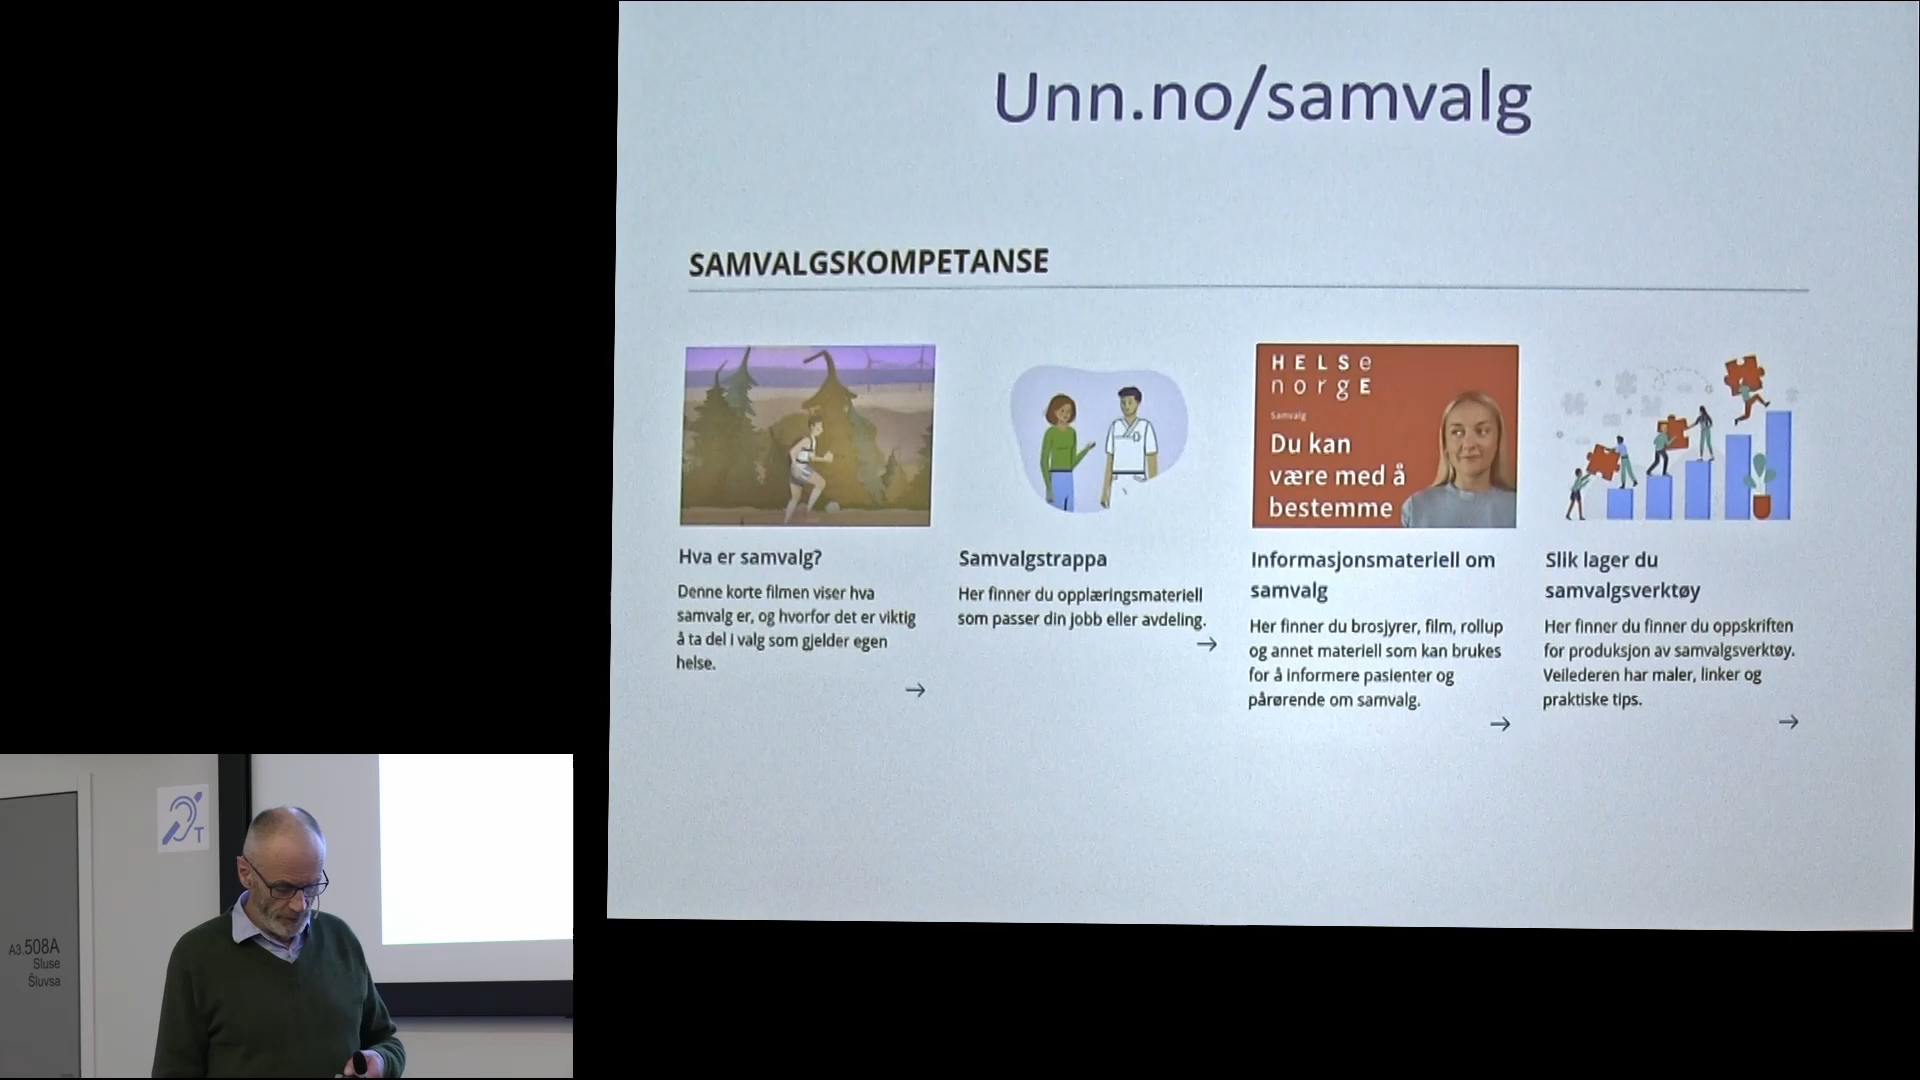 Unn.no/samvalg
SAMVALGSKOMPETANSE
HELSe
norgE
Samvalg
Du kan
være med å
bestemme
Hva er samvalg?
Denne korte filmen viser hva
samvalg er, og hvorfor det er viktig
å ta del i valg som gjelder egen
helse.
Samvalgstrappa
Her finner du opplæringsmateriell
som passer din jobb eller avdeling.
Informasjonsmateriell om
samvalg
Her finner du brosjyrer, film, rollup
og annet materiell som kan brukes
for å informere pasienter og
pårørende om samvalg.
Slik lager du
samvalgsverktøy
Her finner du finner du oppskriften
for produksjon av samvalgsverktøy.
Veilederen har maler, linker og
praktiske tips.
T
A3.508A
Sluse
Šluvsa